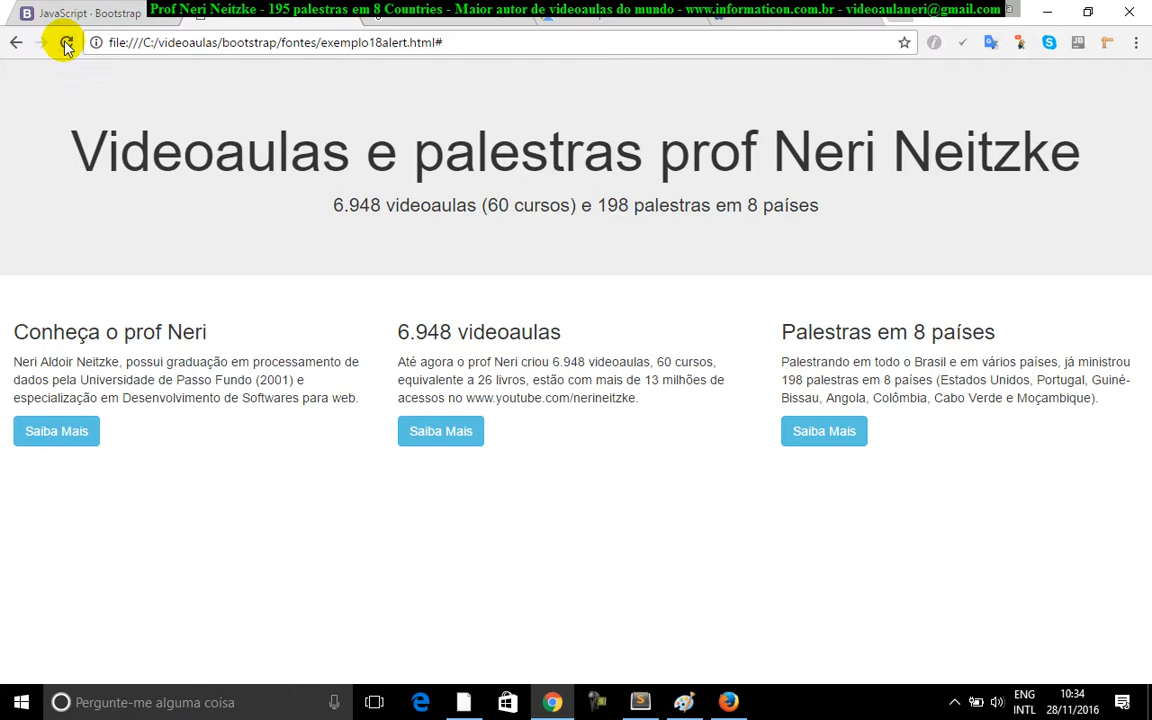 JavaScript · Bootstrap
Prof Neri Neitzke - 195 palestras em 8 Countries - Maior autor de videoaulas do mundo - www.informaticon.com.br - videoaulaneri@gmail.com
file:///C:/videoaulas/bootstrap/fontes/exemplo18alert.html#
Videoaulas e palestras prof Neri Neitzke
6.948 videoaulas (60 cursos) e 198 palestras em 8 países
Conheça o prof Neri
Neri Aldoir Neitzke, possui graduação em processamento de
dados pela Universidade de Passo Fundo (2001) e
especialização em Desenvolvimento de Softwares para web.
Saiba Mais
6.948 videoaulas
Até agora o prof Neri criou 6.948 videoaulas, 60 cursos,
equivalente a 26 livros, estão com mais de 13 milhões de
acessos no www.youtube.com/nerineitzke.
Saiba Mais
Palestras em 8 países
Palestrando em todo o Brasil e em vários países, já ministrou
198 palestras em 8 países (Estados Unidos, Portugal, Guiné-
Bissau, Angola, Colômbia, Cabo Verde e Moçambique).
Saiba Mais
Pergunte-me alguma coisa
ENG
INTL
10:34
28/11/2016